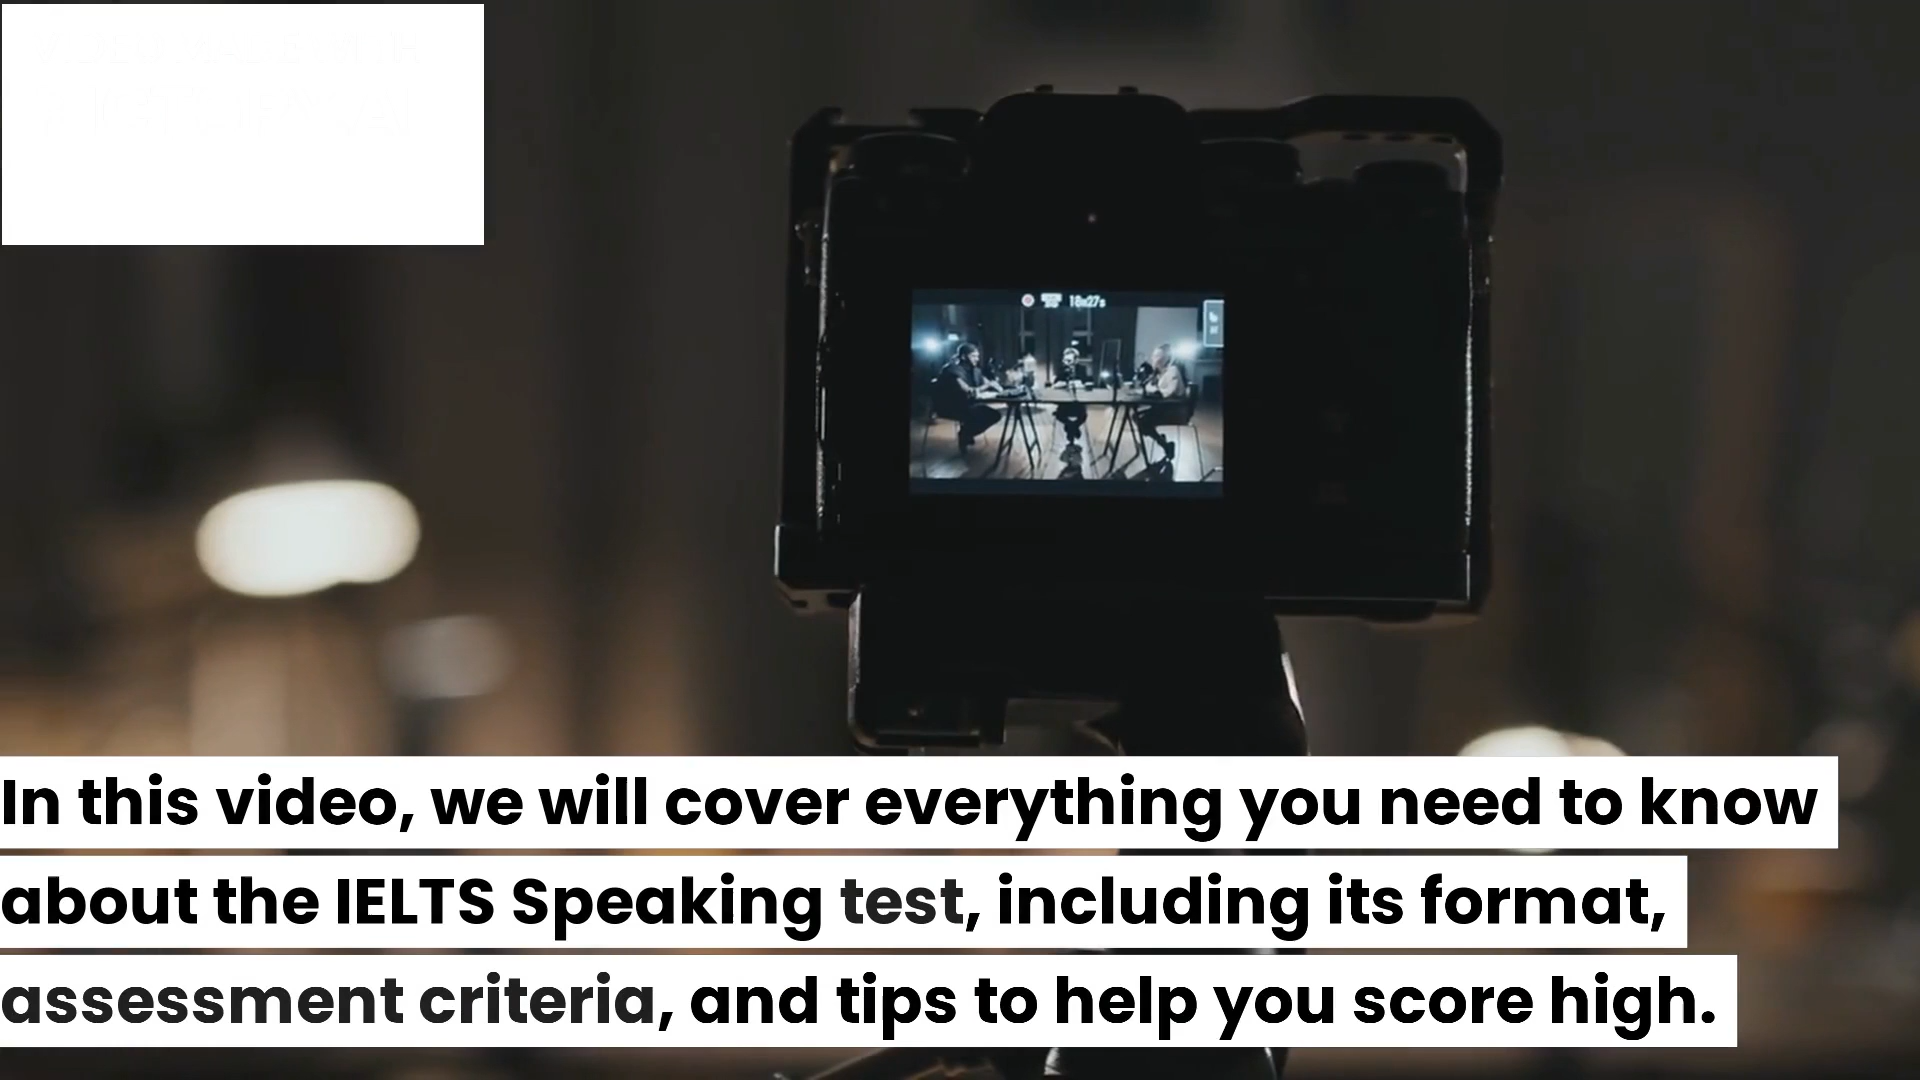 18m27s
In this video, we will cover everything you need to know
about the IELTS Speaking test, including its format,
assessment criteria, and tips to help you score high.